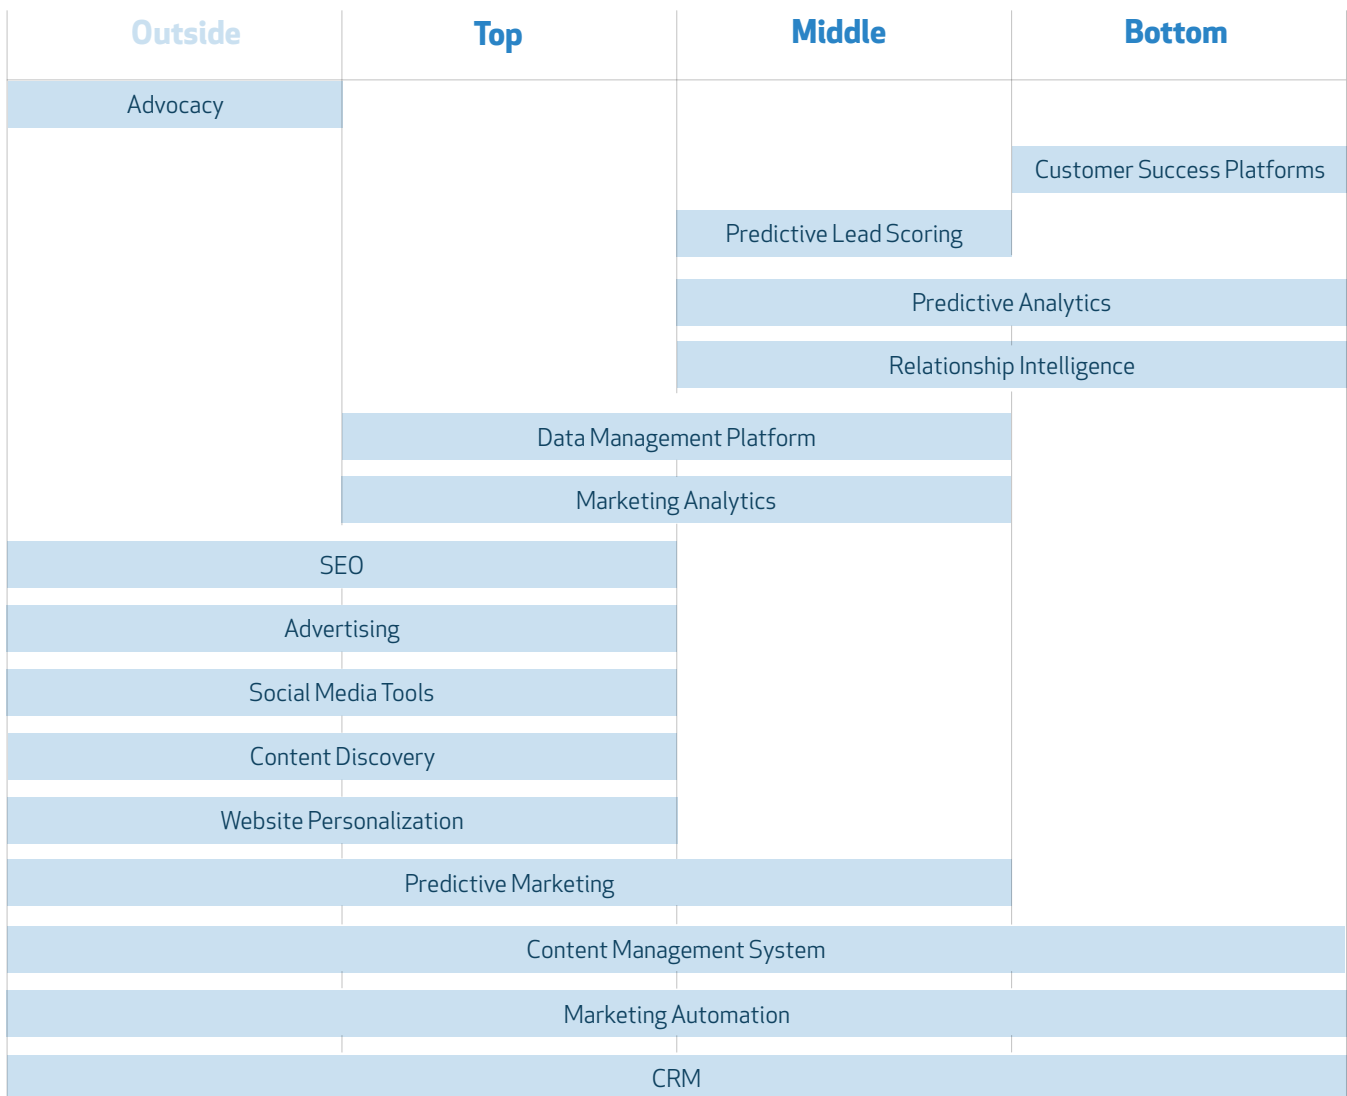 Outside Top Middle Bottom
Advocacy
Customer Success Platforms
Predictive Lead Scoring
Predictive Analytics
Relationship Intelligence
Data Management Platform
Marketing Analytics
SEO
Advertising
Social Media Tools
Content Discovery
Website Personalization
Predictive Marketing
Content Management System
Marketing Automation
CRM